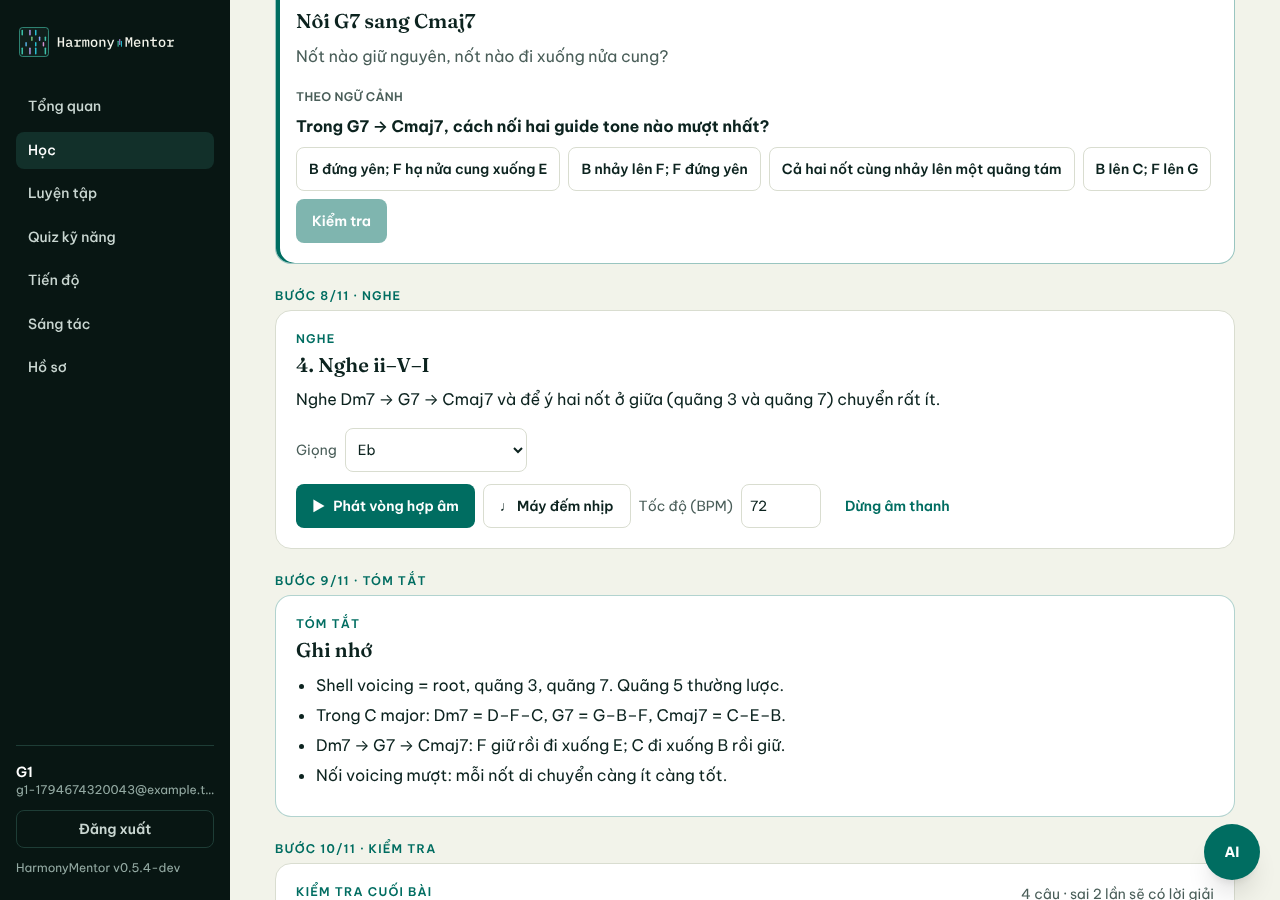 Harmony Mentor
Tổng quan
Học
Luyện tập
Quiz kỹ năng
Tiến độ
Sáng tác
Hồ sơ
G1
g1-1794674320043@example.t...
Đăng xuất
HarmonyMentor v0.5.4-dev
Nối G7 sang Cmaj7
Nốt nào giữ nguyên, nốt nào đi xuống nửa cung?
THEO NGỮ CẢNH
Trong G7 → Cmaj7, cách nối hai guide tone nào mượt nhất?
B đứng yên; F hạ nửa cung xuống E
B nhảy lên F; F đứng yên
Cả hai nốt cùng nhảy lên một quãng tám
B lên C; F lên G
Kiểm tra
BƯỚC 8/11 · NGHE
NGHE
4. Nghe ii–V–I
Nghe Dm7 → G7 → Cmaj7 và để ý hai nốt ở giữa (quãng 3 và quãng 7) chuyển rất ít.
Giọng Eb
▶ Phát vòng hợp âm ♩ Máy đếm nhịp Tốc độ (BPM) 72 Dừng âm thanh
BƯỚC 9/11 · TÓM TẮT
TÓM TẮT
Ghi nhớ
• Shell voicing = root, quãng 3, quãng 7. Quãng 5 thường lược.
• Trong C major: Dm7 = D–F–C, G7 = G–B–F, Cmaj7 = C–E–B.
• Dm7 → G7 → Cmaj7: F giữ rồi đi xuống E; C đi xuống B rồi giữ.
• Nối voicing mượt: mỗi nốt di chuyển càng ít càng tốt.
BƯỚC 10/11 · KIỂM TRA
KIỂM TRA CUỐI BÀI
4 câu · sai 2 lần sẽ có lời giải
AI